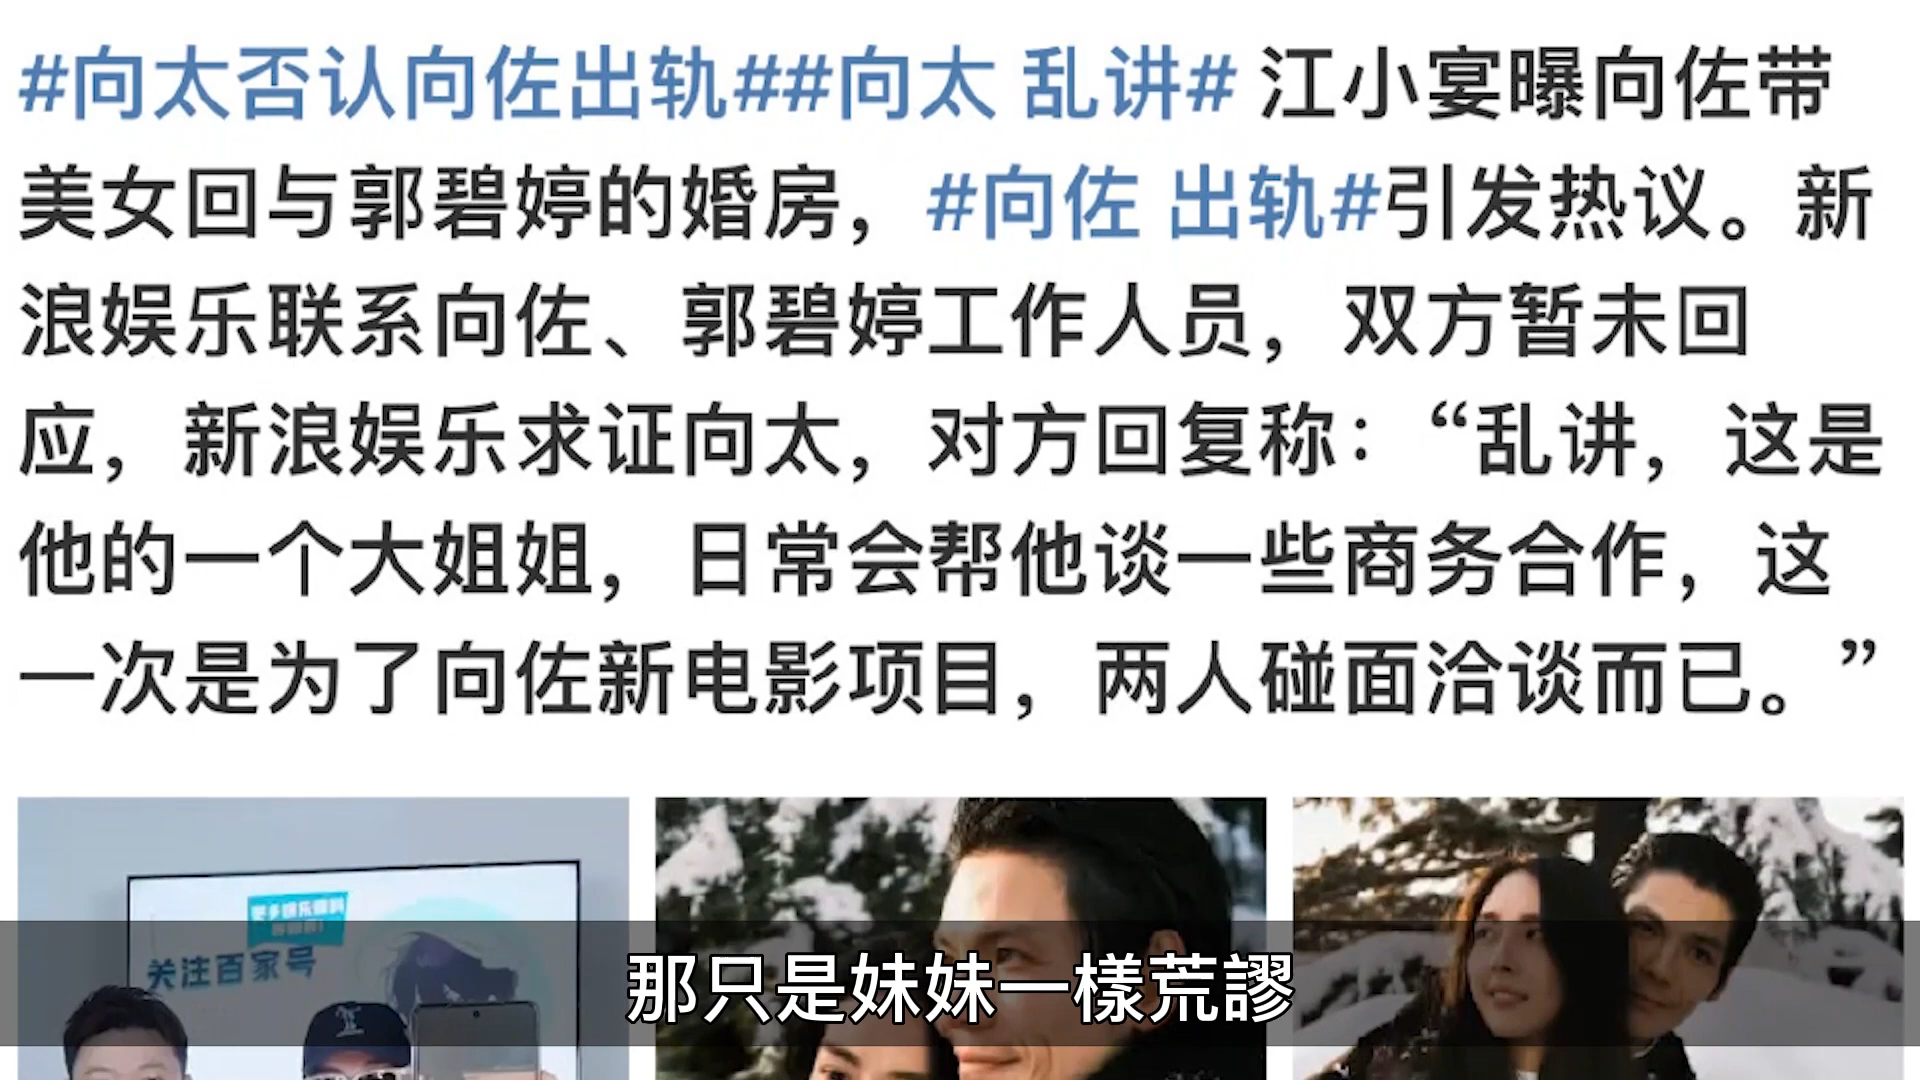 #向太否认向佐出轨##向太 乱讲# 江小宴曝向佐带
美女回与郭碧婷的婚房，#向佐 出轨#引发热议。新
浪娱乐联系向佐、郭碧婷工作人员，双方暂未回
应，新浪娱乐求证向太，对方回复称：“乱讲，这是
他的一个大姐姐，日常会帮他谈一些商务合作，这
一次是为了向佐新电影项目，两人碰面洽谈而已。”
关注百家号
那只是妹妹一樣荒謬